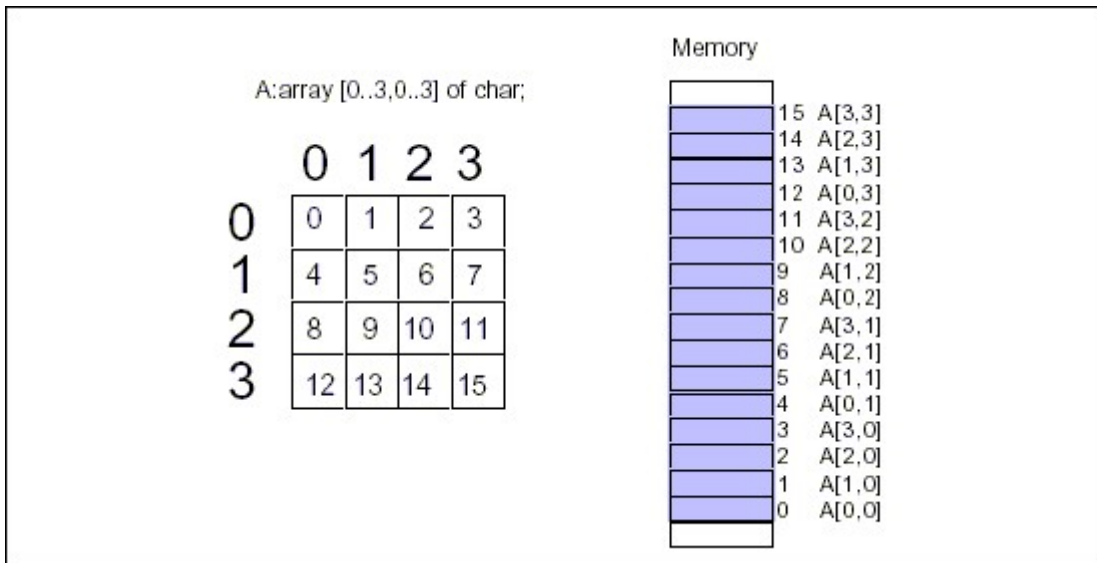 Memory
A:array [0..3,0..3] of char;
0 1 2 3
0 0 1 2 3
1 4 5 6 7
2 8 9 10 11
3 12 13 14 15
15 A[3,3]
14 A[2,3]
13 A[1,3]
12 A[0,3]
11 A[3,2]
10 A[2,2]
9 A[1,2]
8 A[0,2]
7 A[3,1]
6 A[2,1]
5 A[1,1]
4 A[0,1]
3 A[3,0]
2 A[2,0]
1 A[1,0]
0 A[0,0]